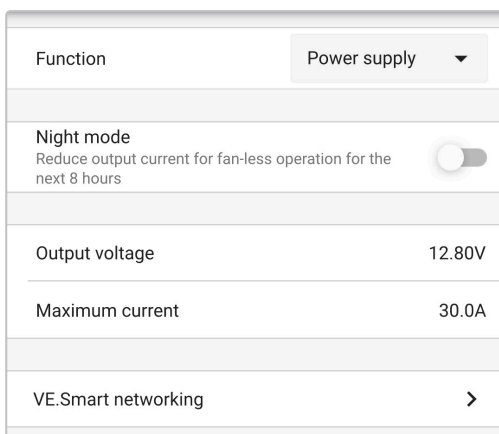 Function
Power supply
Night mode
Reduce output current for fan-less operation for the
next 8 hours
Output voltage
12.80V
Maximum current
30.0A
VE.Smart networking